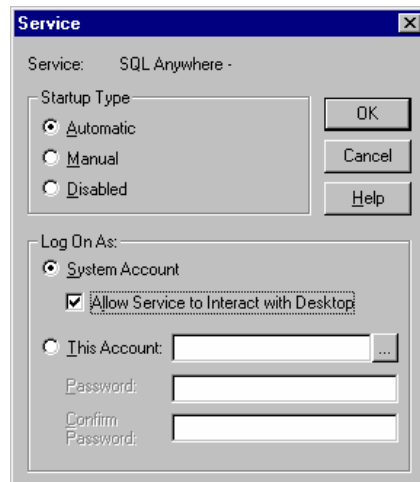 Service
Service: SQL Anywhere -
Startup Type
Automatic
Manual
Disabled
OK
Cancel
Help
Log On As:
System Account
Allow Service to Interact with Desktop
This Account:
...
Password:
Confirm
Password: